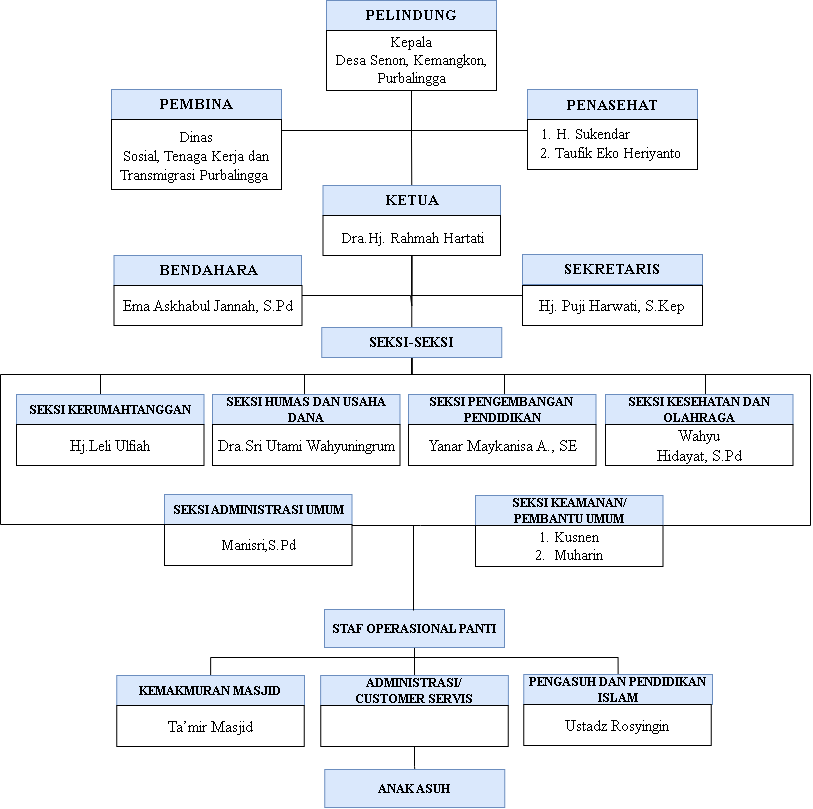 PELINDUNG
Kepala
Desa Senon, Kemangkon,
Purbalingga
PEMBINA
Dinas
Sosial, Tenaga Kerja dan
Transmigrasi Purbalingga
PENASEHAT
1. H. Sukendar
2. Taufik Eko Heriyanto
KETUA
Dra.Hj. Rahmah Hartati
BENDAHARA
Ema Askhabul Jannah, S.Pd
SEKRETARIS
Hj. Puji Harwati, S.Kep
SEKSI-SEKSI
SEKSI KERUMAHTANGGAN
Hj.Leli Ulfiah
SEKSI HUMAS DAN USAHA
DANA
Dra.Sri Utami Wahyuningrum
SEKSI PENGEMBANGAN
PENDIDIKAN
Yanar Maykanisa A., SE
SEKSI KESEHATAN DAN
OLAHRAGA
Wahyu
Hidayat, S.Pd
SEKSI ADMINISTRASI UMUM
Manisri,S.Pd
SEKSI KEAMANAN/
PEMBANTU UMUM
1. Kusnen
2. Muharin
STAF OPERASIONAL PANTI
KEMAKMURAN MASJID
Ta’mir Masjid
ADMINISTRASI/
CUSTOMER SERVIS
PENGASUH DAN PENDIDIKAN
ISLAM
Ustadz Rosyingin
ANAK ASUH